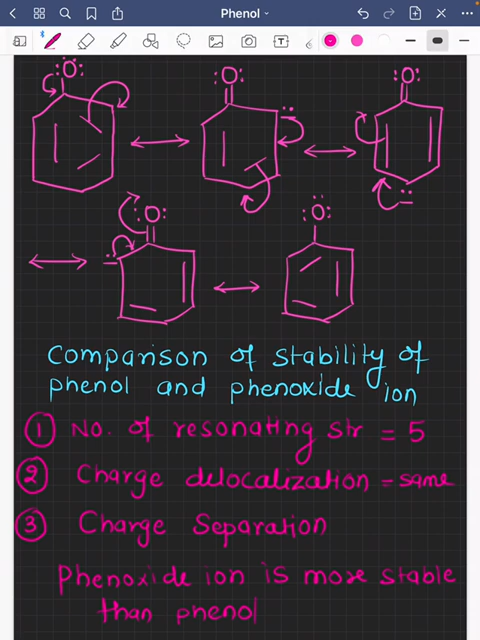 Phenol
:Ö:
:O:
:O:
:O:
:Ö:
Comparison of stability of
phenol and phenoxide ion
① No. of resonating str = 5
② Charge delocalization = same
③ Charge Separation
Phenoxide ion is more stable
than phenol